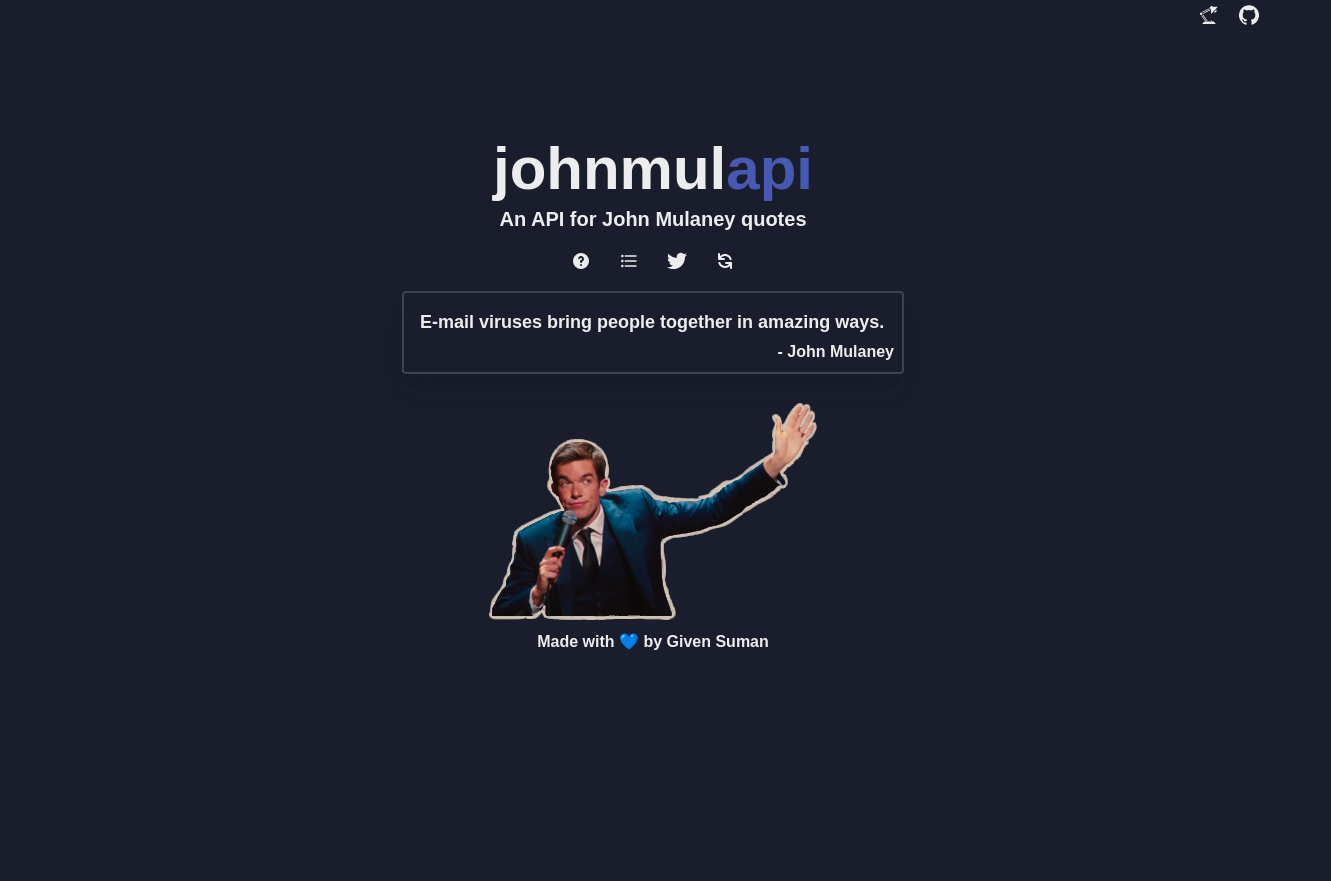 johnmulapi
An API for John Mulaney quotes
E-mail viruses bring people together in amazing ways.
- John Mulaney
Made with 💙 by Given Suman